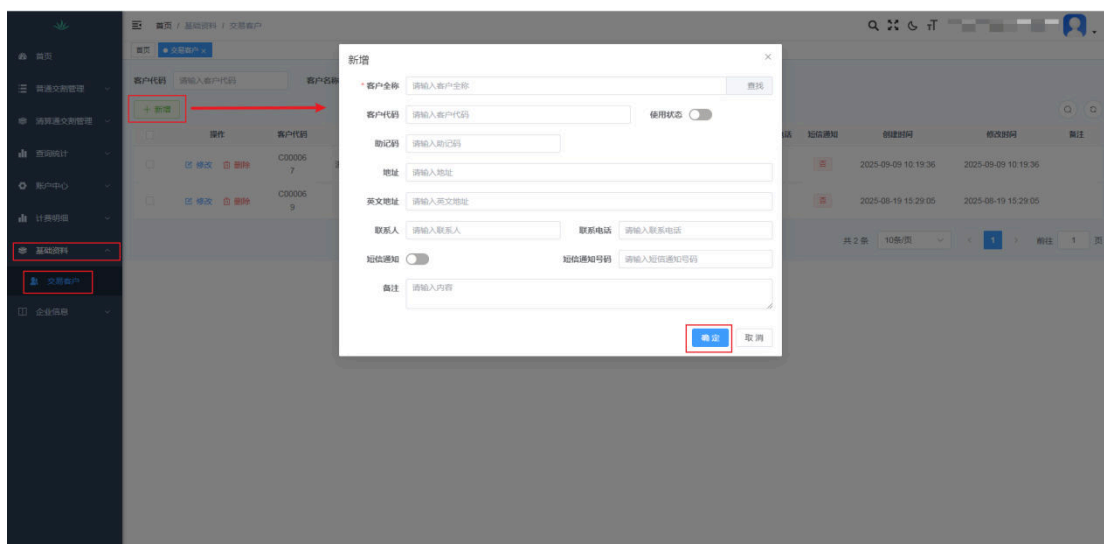 首页 / 基础资料 / 交易客户
首页
首页
交易客户 ×
普通交割管理
清算通交割管理
查询统计
账户中心
计费明细
基础资料
交易客户
企业信息
客户代码 请输入客户代码 客户名称
+ 新增
操作 客户代码 短信通知 创建时间 修改时间 备注
修改 删除 C000067 否 2025-09-09 10:19:36 2025-09-09 10:19:36
修改 删除 C000069 否 2025-08-19 15:29:05 2025-08-19 15:29:05
共 2 条 10条/页 1 前往 1 页
新增 ×
* 客户全称 请输入客户全称 查找
客户代码 请输入客户代码 使用状态
助记码 请输入助记码
地址 请输入地址
英文地址 请输入英文地址
联系人 请输入联系人 联系电话 请输入联系电话
短信通知 短信通知号码 请输入短信通知号码
备注 请输入内容
确定 取消